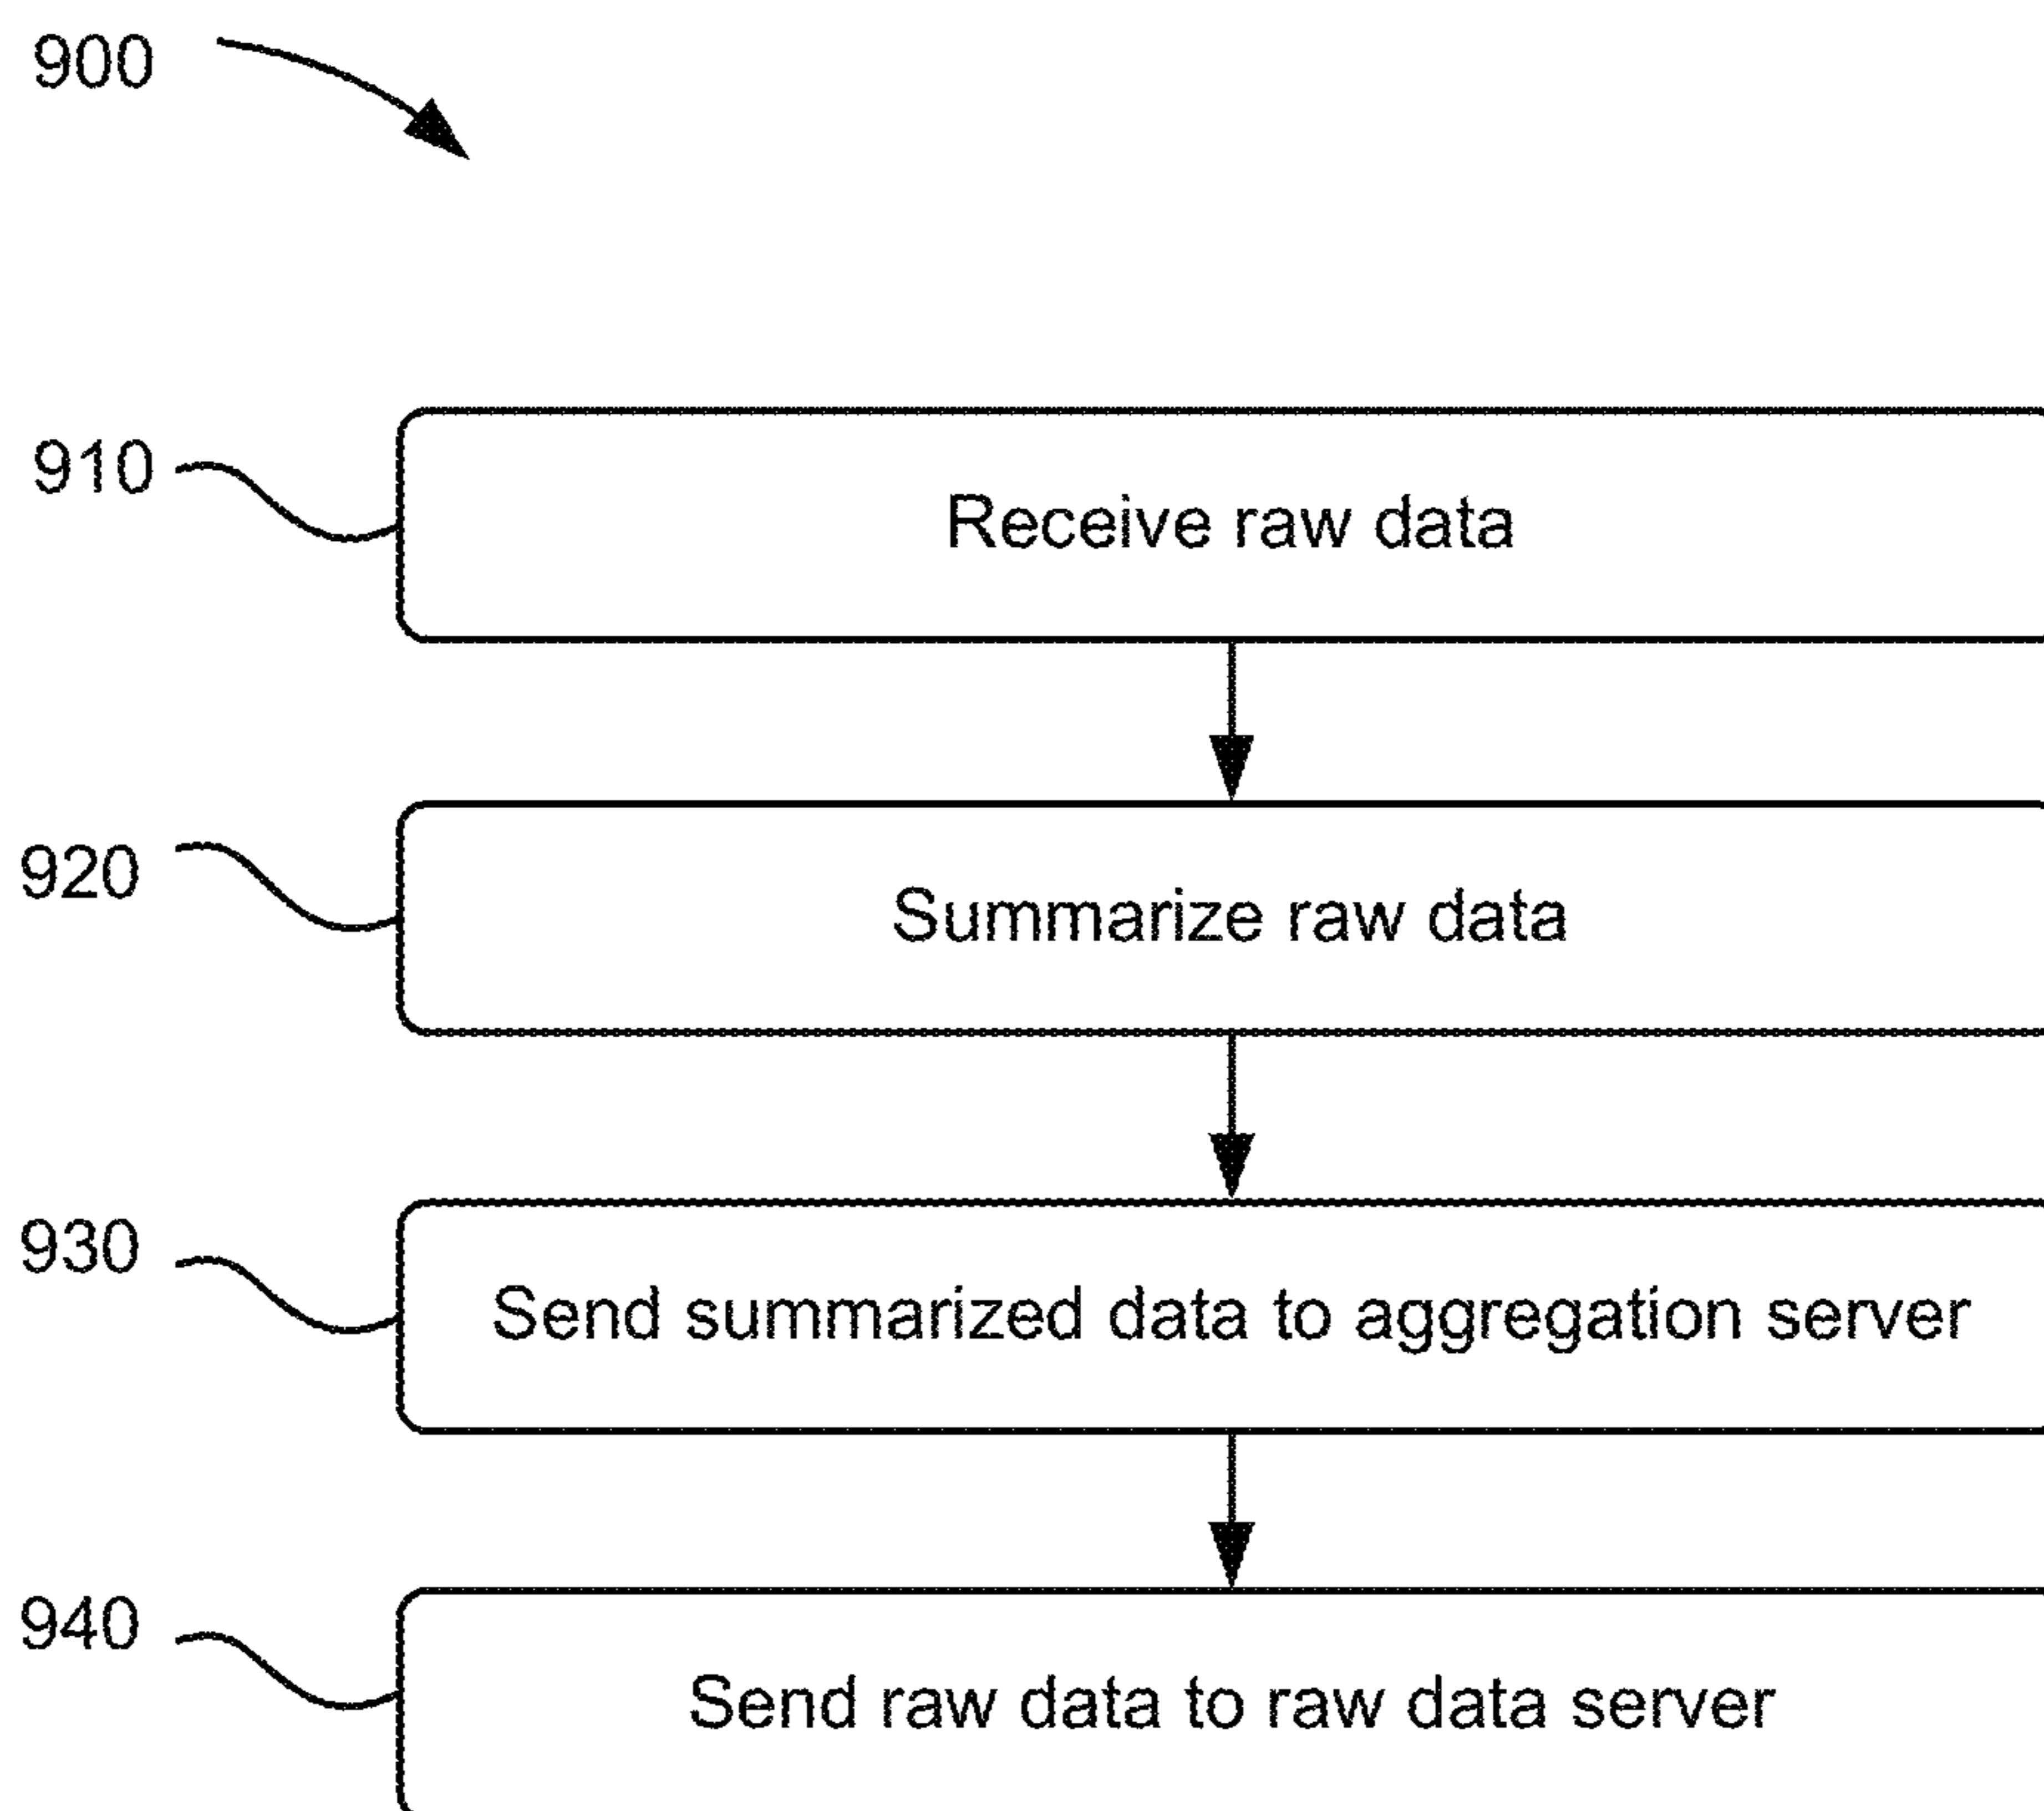 900
910
Receive raw data
920
Summarize raw data
930
Send summarized data to aggregation server
940
Send raw data to raw data server